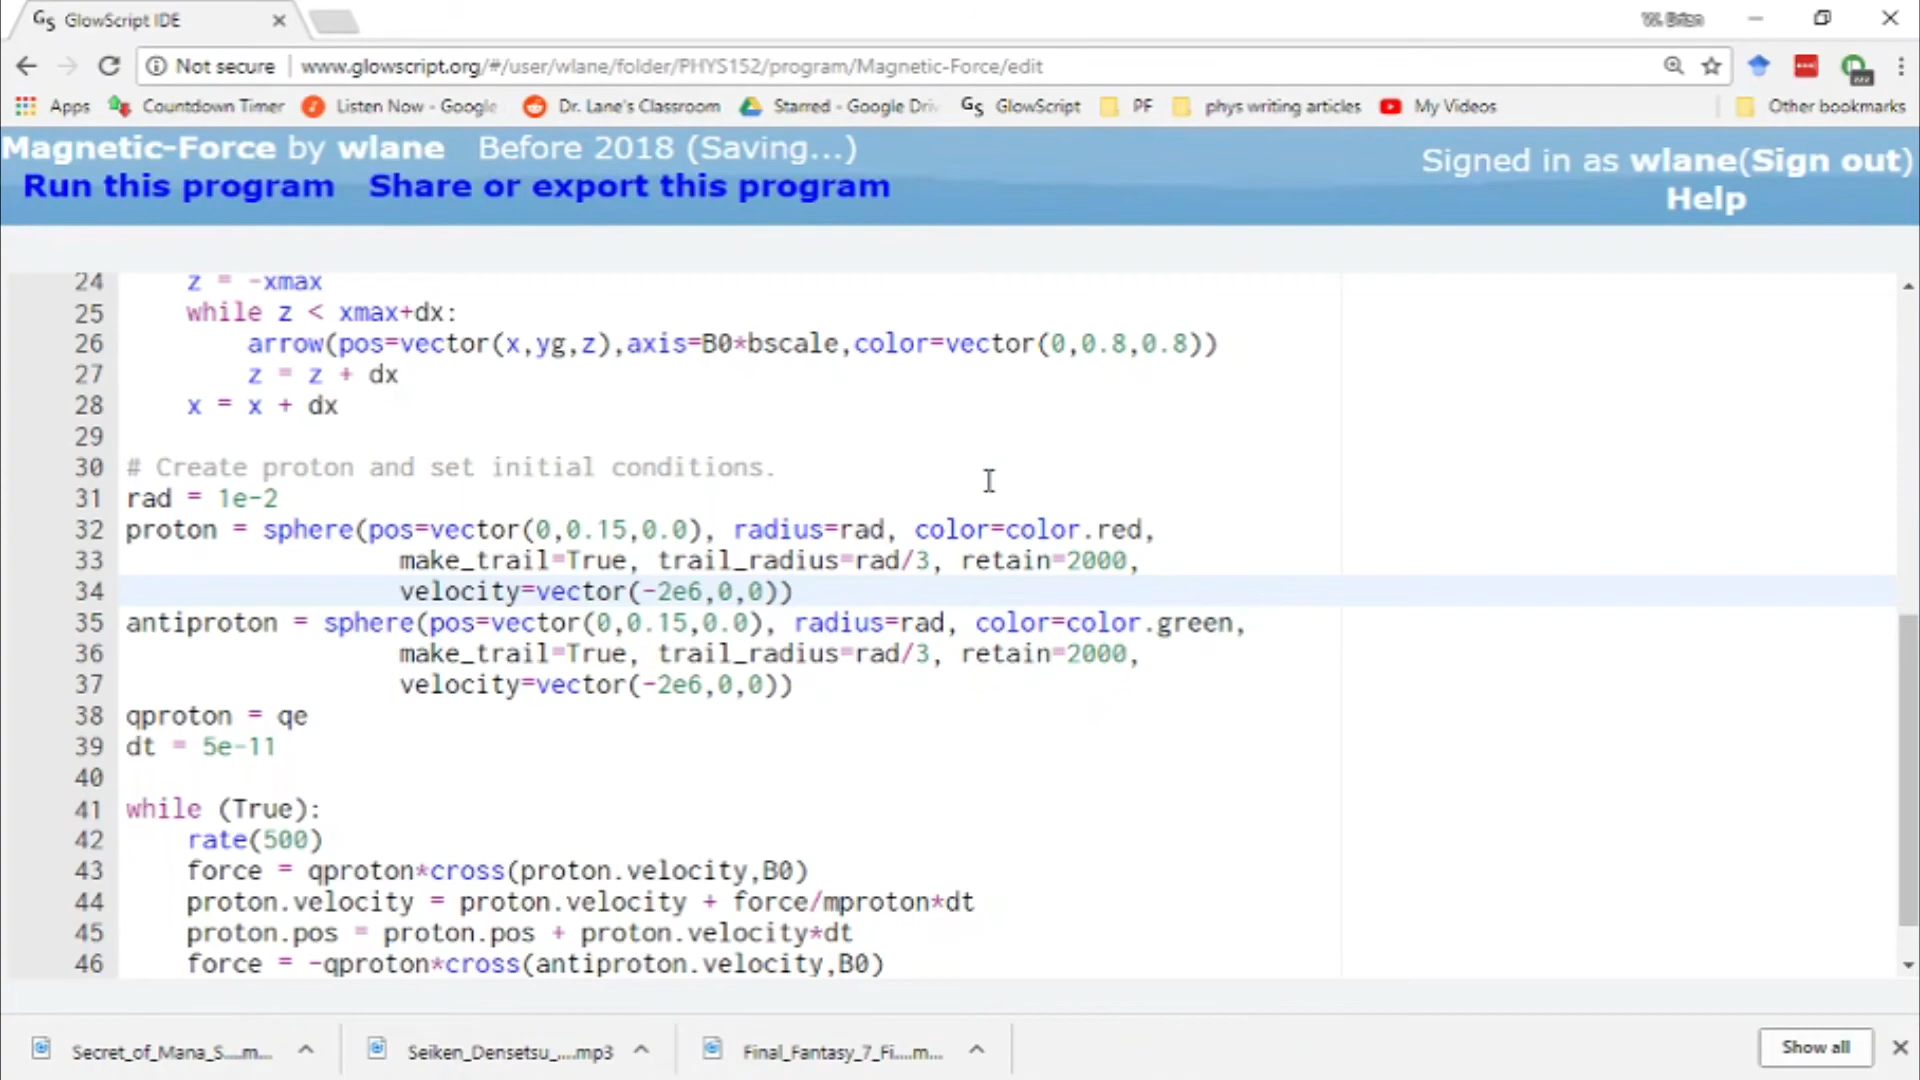 GS GlowScript IDE
Not secure www.glowscript.org/#/user/wlane/folder/PHYS152/program/Magnetic-Force/edit
Apps Countdown Timer Listen Now - Google Dr. Lane's Classroom Starred - Google Driv GS GlowScript PF phys writing articles My Videos Other bookmarks
Magnetic-Force by wlane Before 2018 (Saving...)
Signed in as wlane(Sign out)
Run this program Share or export this program
Help
24 z = -xmax
25 while z < xmax+dx:
26 arrow(pos=vector(x,yg,z),axis=B0*bscale,color=vector(0,0.8,0.8))
27 z = z + dx
28 x = x + dx
29
30 # Create proton and set initial conditions.
31 rad = 1e-2
32 proton = sphere(pos=vector(0,0.15,0.0), radius=rad, color=color.red,
33 make_trail=True, trail_radius=rad/3, retain=2000,
34 velocity=vector(-2e6,0,0))
35 antiproton = sphere(pos=vector(0,0.15,0.0), radius=rad, color=color.green,
36 make_trail=True, trail_radius=rad/3, retain=2000,
37 velocity=vector(-2e6,0,0))
38 qproton = qe
39 dt = 5e-11
40
41 while (True):
42 rate(500)
43 force = qproton*cross(proton.velocity,B0)
44 proton.velocity = proton.velocity + force/mproton*dt
45 proton.pos = proton.pos + proton.velocity*dt
46 force = -qproton*cross(antiproton.velocity,B0)
Secret_of_Mana_S....m... Seiken_Densetsu_....mp3 Final_Fantasy_7_Fi....m... Show all